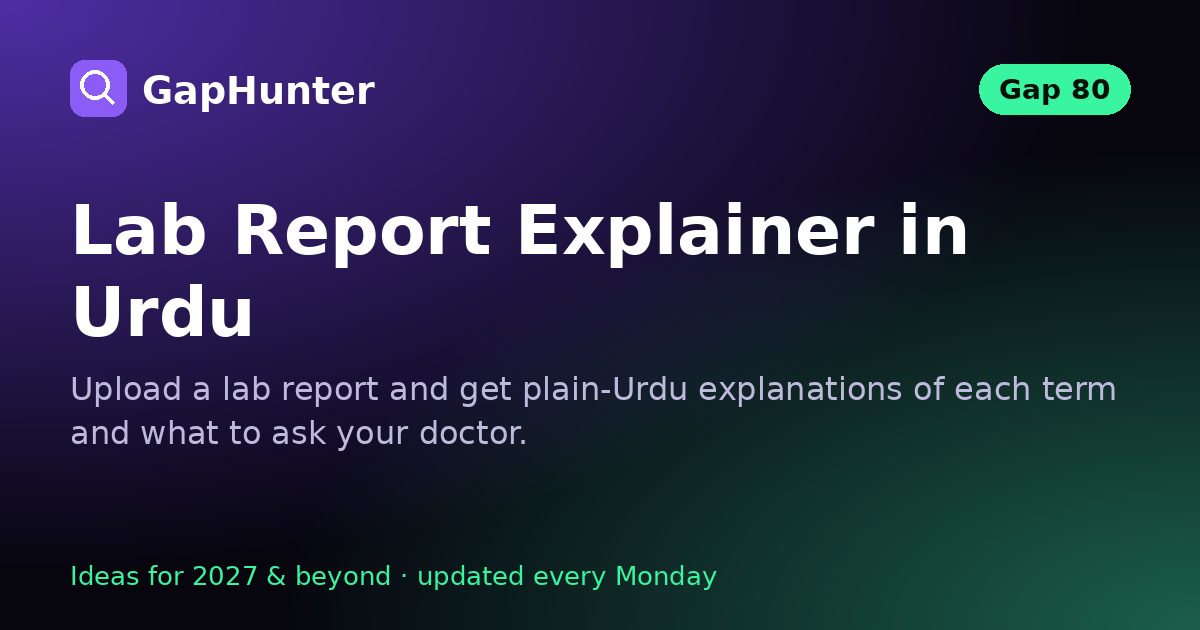 GapHunter
Gap 80
Lab Report Explainer in
Urdu
Upload a lab report and get plain-Urdu explanations of each term
and what to ask your doctor.
Ideas for 2027 & beyond · updated every Monday